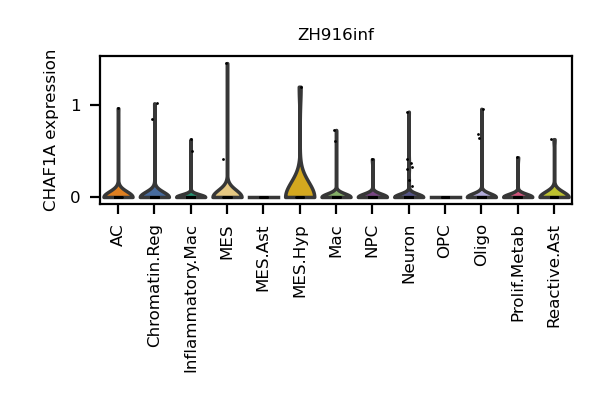 ZH916inf
CHAF1A expression
1
0
AC
Chromatin.Reg
Inflammatory.Mac
MES
MES.Ast
MES.Hyp
Mac
NPC
Neuron
OPC
Oligo
Prolif.Metab
Reactive.Ast